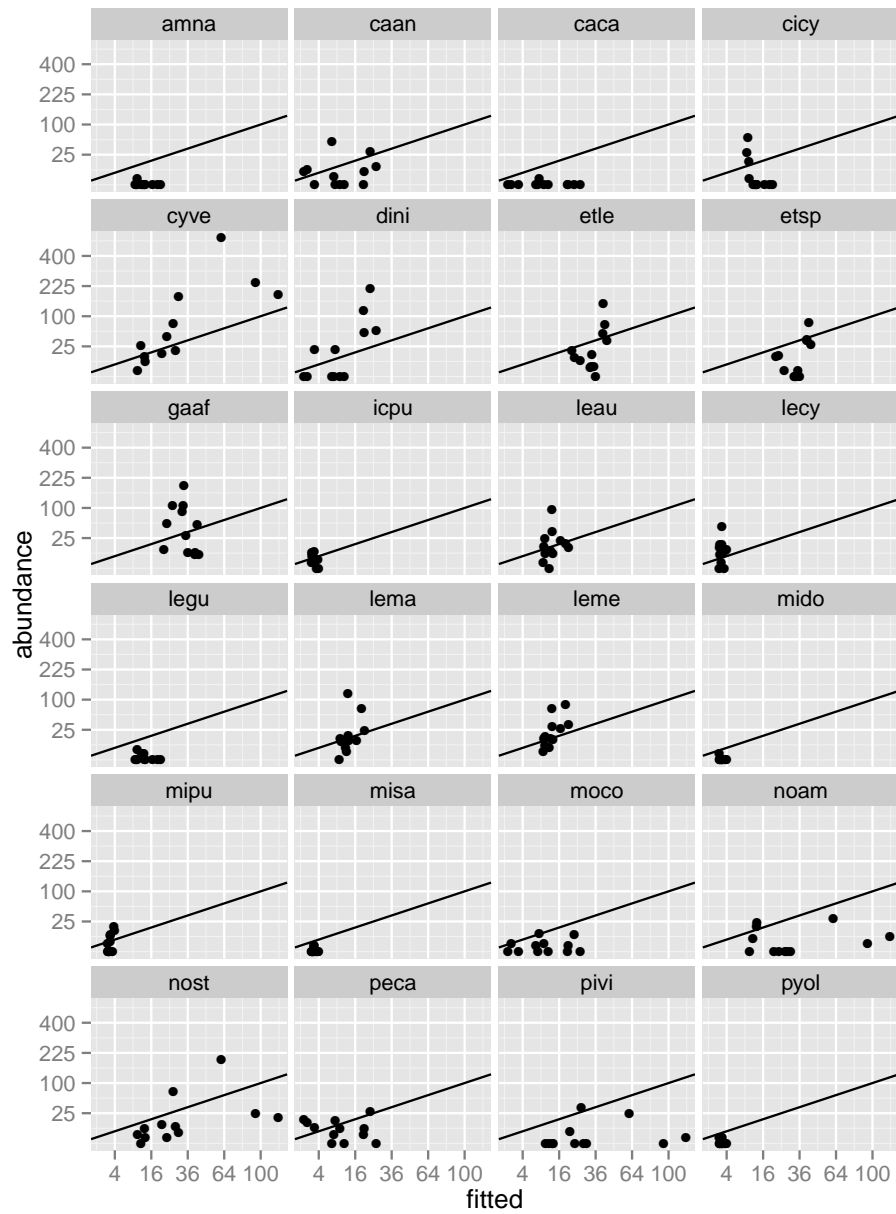 amna caan caca cicy
400
225
100
25
cyve dini etle etsp
400
225
100
25
gaaf icpu leau lecy
400
225
100
25
abundance
legu lema leme mido
400
225
100
25
mipu misa moco noam
400
225
100
25
nost peca pivi pyol
400
225
100
25
4 16 36 64 100 4 16 36 64 100 4 16 36 64 100 4 16 36 64 100
fitted